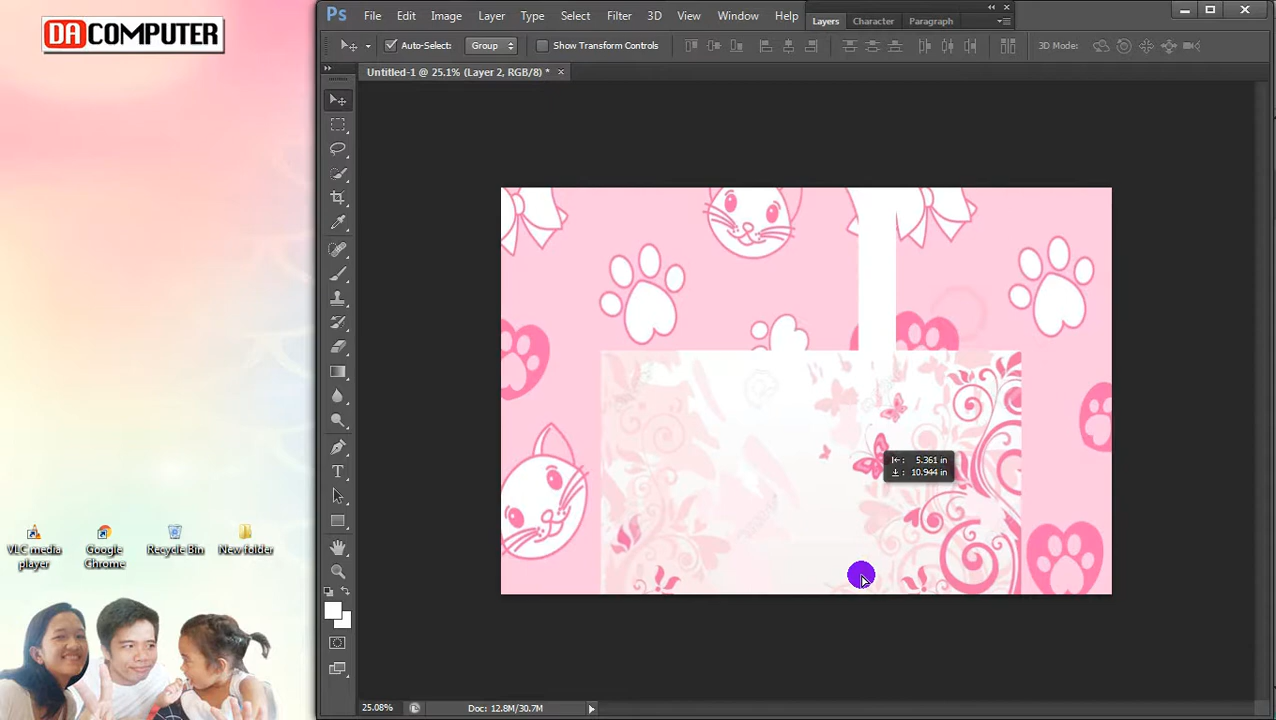 DACOMPUTER
Ps File Edit Image Layer Type Select Filter 3D View Window Help
Layers Character Paragraph
Auto-Select: Group Show Transform Controls 3D Mode:
Untitled-1 @ 25.1% (Layer 2, RGB/8) *
T
5.361 in
10.944 in
VLC media player
Google Chrome
Recycle Bin
New folder
25.08% Doc: 12.8M/30.7M